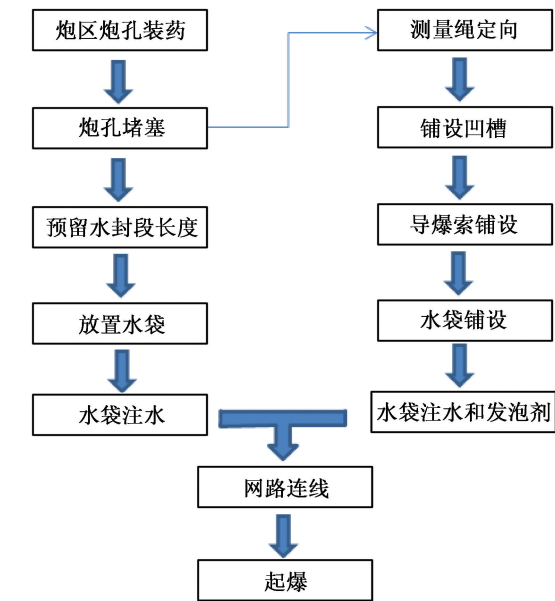 炮区炮孔装药
炮孔堵塞
预留水封段长度
放置水袋
水袋注水
测量绳定向
铺设凹槽
导爆索铺设
水袋铺设
水袋注水和发泡剂
网路连线
起爆